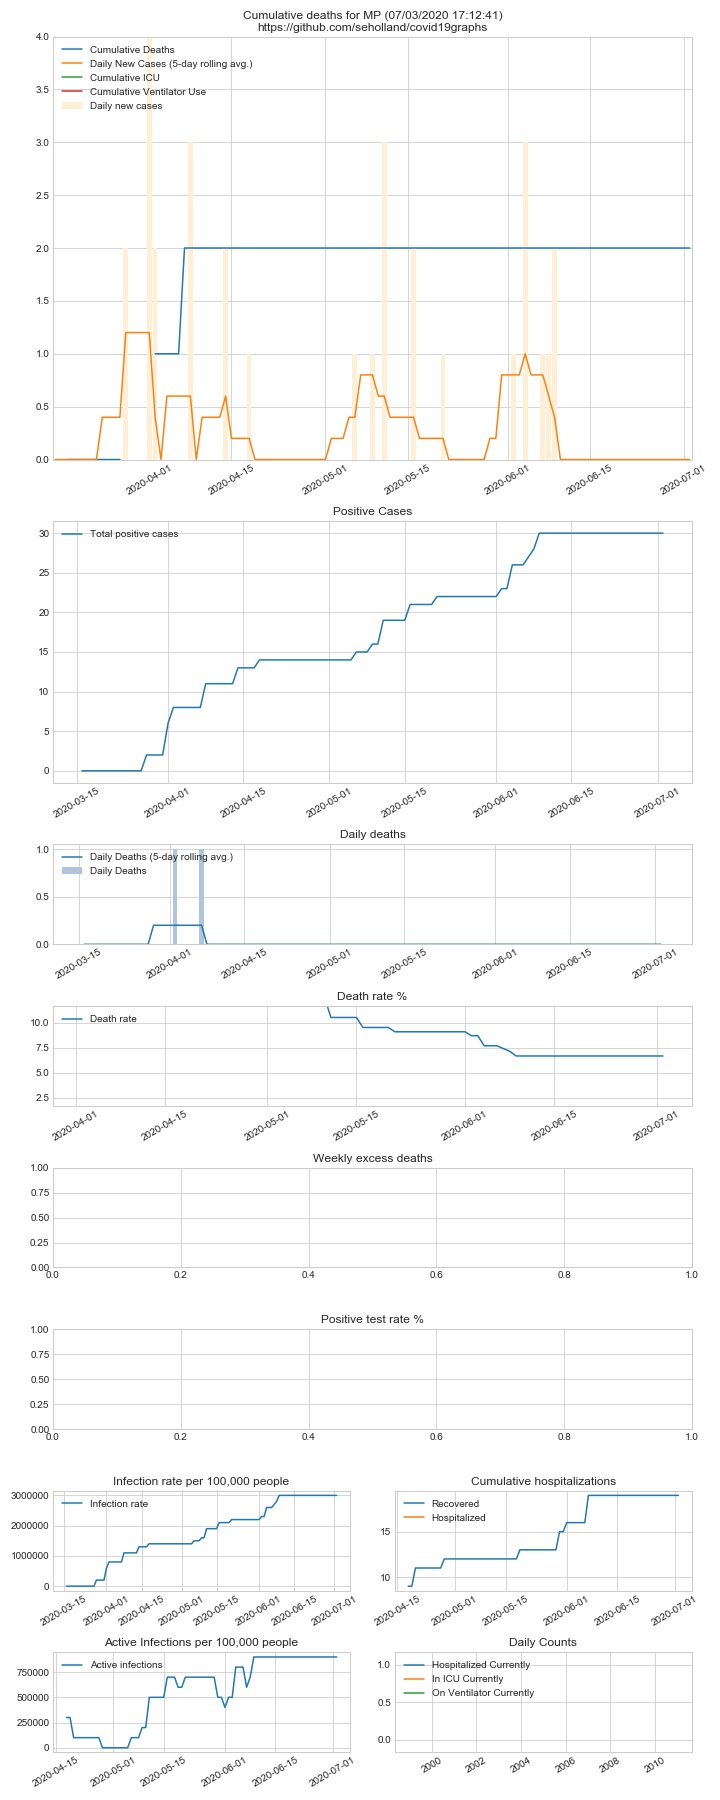 Cumulative deaths for MP (07/03/2020 17:12:41)
https://github.com/seholland/covid19graphs
Cumulative Deaths
Daily New Cases (5-day rolling avg.)
Cumulative ICU
Cumulative Ventilator Use
Daily new cases
4.0
3.5
3.0
2.5
2.0
1.5
1.0
0.5
0.0
2020-04-01 2020-04-15 2020-05-01 2020-05-15 2020-06-01 2020-06-15 2020-07-01
Positive Cases
Total positive cases
30
25
20
15
10
5
0
2020-03-15 2020-04-01 2020-04-15 2020-05-01 2020-05-15 2020-06-01 2020-06-15 2020-07-01
Daily deaths
Daily Deaths (5-day rolling avg.)
Daily Deaths
1.0
0.5
0.0
2020-03-15 2020-04-01 2020-04-15 2020-05-01 2020-05-15 2020-06-01 2020-06-15 2020-07-01
Death rate %
Death rate
10.0
7.5
5.0
2.5
2020-04-01 2020-04-15 2020-05-01 2020-05-15 2020-06-01 2020-06-15 2020-07-01
Weekly excess deaths
1.00
0.75
0.50
0.25
0.00
0.0 0.2 0.4 0.6 0.8 1.0
Positive test rate %
1.00
0.75
0.50
0.25
0.00
0.0 0.2 0.4 0.6 0.8 1.0
Infection rate per 100,000 people
Infection rate
3000000
2000000
1000000
0
2020-03-15 2020-04-01 2020-04-15 2020-05-01 2020-05-15 2020-06-01 2020-06-15 2020-07-01
Cumulative hospitalizations
Recovered
Hospitalized
15
10
2020-04-15 2020-05-01 2020-05-15 2020-06-01 2020-06-15 2020-07-01
Active Infections per 100,000 people
Active infections
750000
500000
250000
0
2020-04-15 2020-05-01 2020-05-15 2020-06-01 2020-06-15 2020-07-01
Daily Counts
Hospitalized Currently
In ICU Currently
On Ventilator Currently
1.0
0.5
0.0
2000 2002 2004 2006 2008 2010